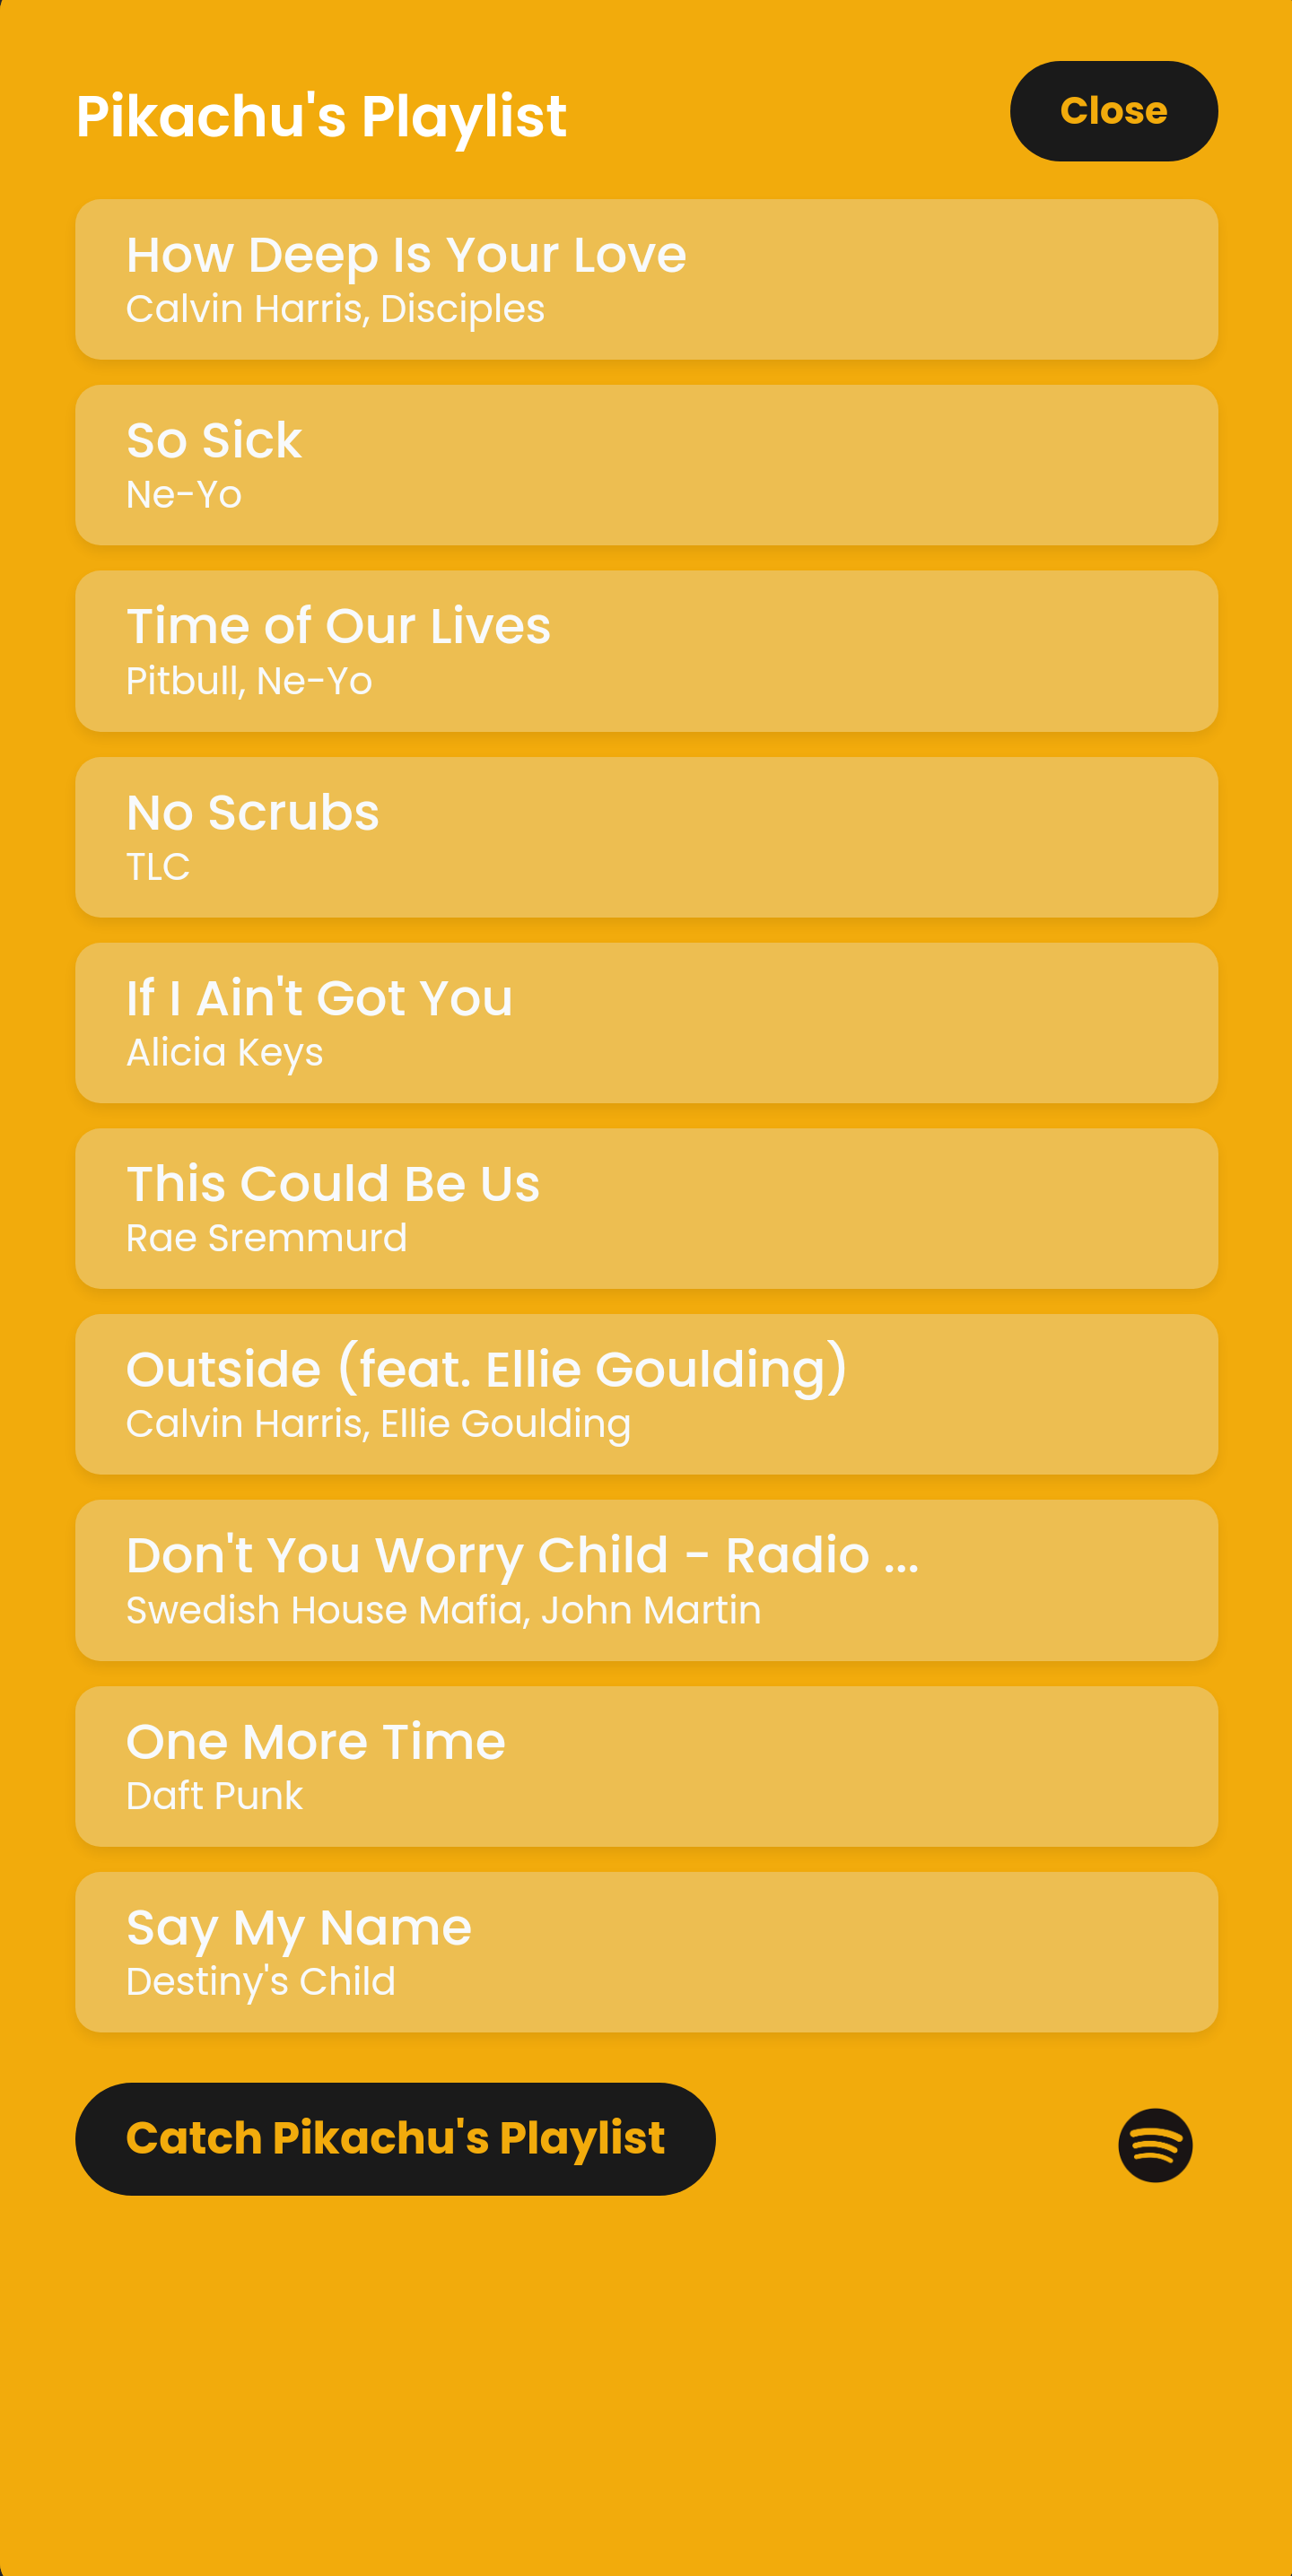 Pikachu's Playlist
Close
How Deep Is Your Love
Calvin Harris, Disciples
So Sick
Ne-Yo
Time of Our Lives
Pitbull, Ne-Yo
No Scrubs
TLC
If I Ain't Got You
Alicia Keys
This Could Be Us
Rae Sremmurd
Outside (feat. Ellie Goulding)
Calvin Harris, Ellie Goulding
Don't You Worry Child - Radio ...
Swedish House Mafia, John Martin
One More Time
Daft Punk
Say My Name
Destiny's Child
Catch Pikachu's Playlist